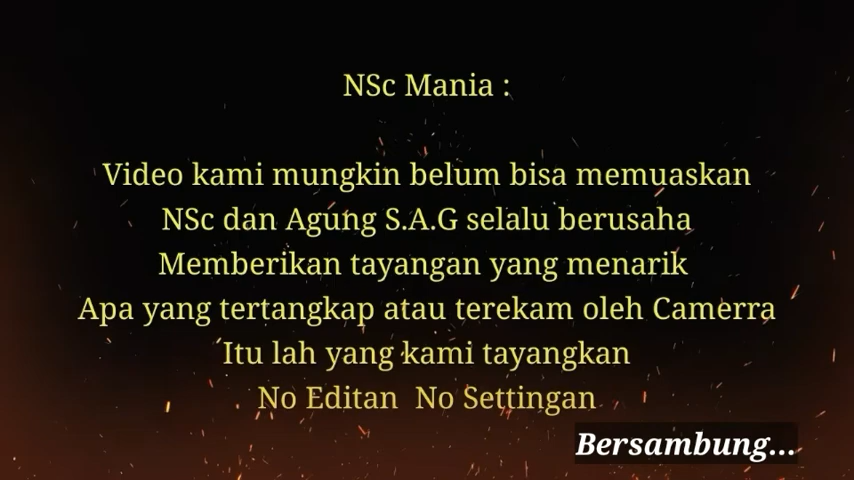 NSc Mania :
Video kami mungkin belum bisa memuaskan
NSc dan Agung S.A.G selalu berusaha
Memberikan tayangan yang menarik
Apa yang tertangkap atau terekam oleh Camerra
Itu lah yang kami tayangkan
No Editan No Settingan
Bersambung...